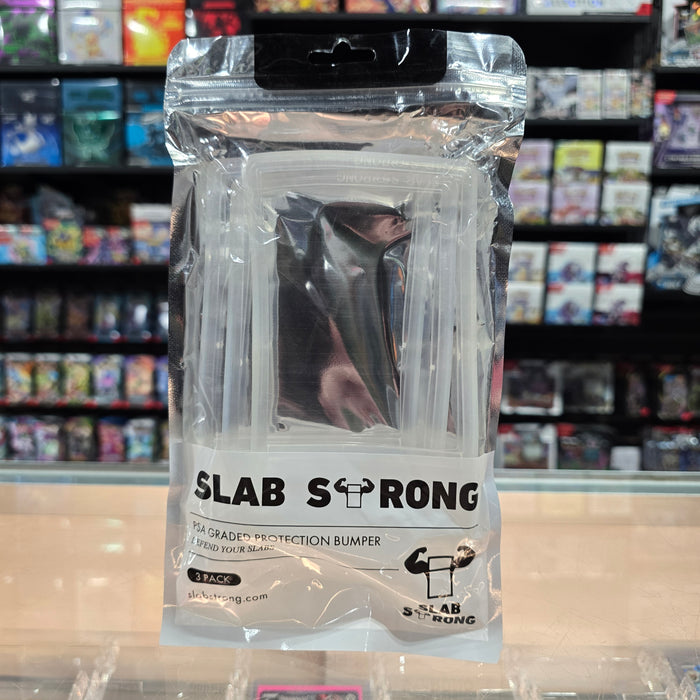 SLAB STRONG
PSA GRADED PROTECTION BUMPER
DEFEND YOUR SLABS
3 PACK
slabstrong.com
SLAB
STRONG